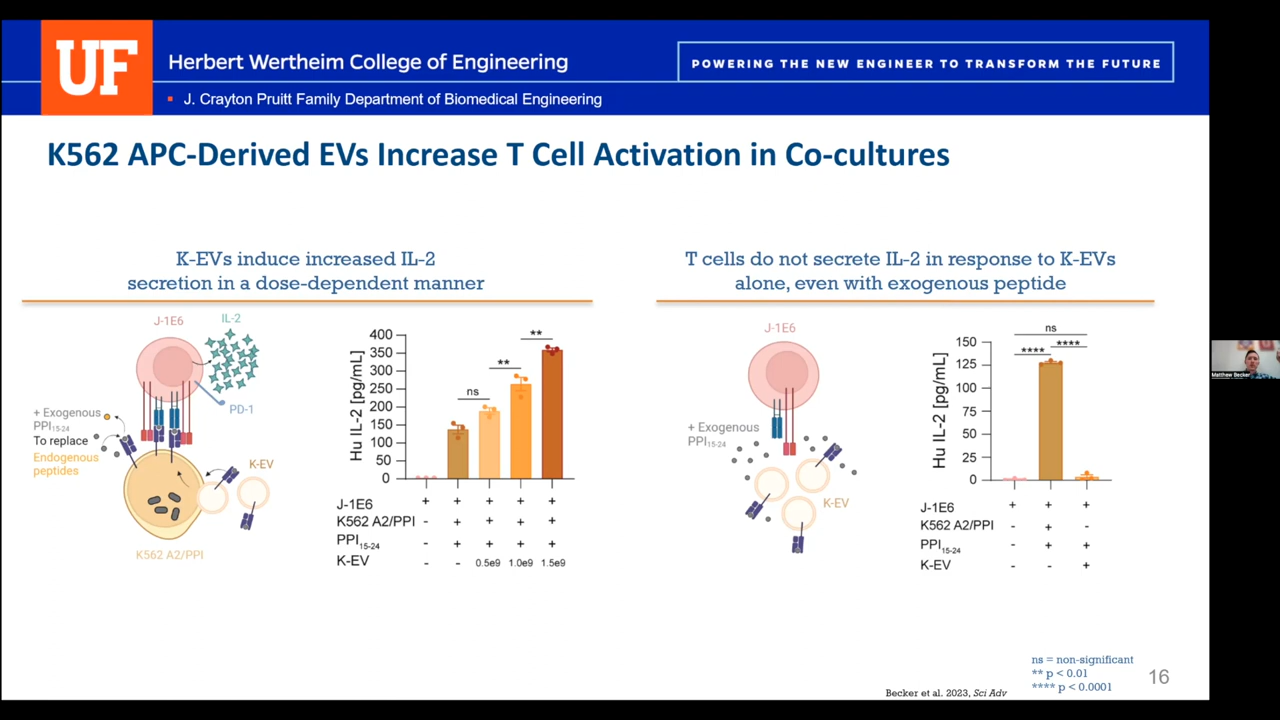 UF
Herbert Wertheim College of Engineering
POWERING THE NEW ENGINEER TO TRANSFORM THE FUTURE
▪ J. Crayton Pruitt Family Department of Biomedical Engineering
K562 APC-Derived EVs Increase T Cell Activation in Co-cultures
K-EVs induce increased IL-2
secretion in a dose-dependent manner
J-1E6
IL-2
PD-1
+ Exogenous
PPI15-24
To replace
Endogenous
peptides
K-EV
K562 A2/PPI
Hu IL-2 [pg/mL]
400
350
300
250
200
150
100
50
0
ns
**
**
J-1E6 + + + + +
K562 A2/PPI - + + + +
PPI15-24 - + + + +
K-EV - - 0.5e9 1.0e9 1.5e9
T cells do not secrete IL-2 in response to K-EVs
alone, even with exogenous peptide
J-1E6
+ Exogenous
PPI15-24
K-EV
Hu IL-2 [pg/mL]
150
125
100
75
50
25
0
ns
**** ****
J-1E6 + + +
K562 A2/PPI - + -
PPI15-24 - + +
K-EV - - +
ns = non-significant
** p < 0.01
**** p < 0.0001
Becker et al. 2023, Sci Adv
16
Matthew Becker